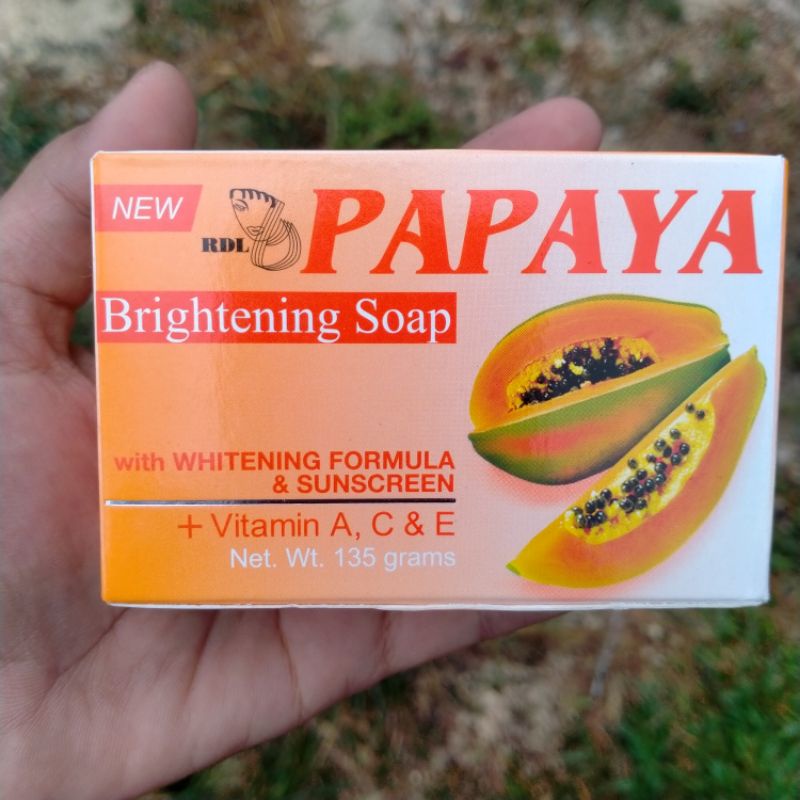 NEW
RDL
PAPAYA
Brightening Soap
with WHITENING FORMULA
& SUNSCREEN
+ Vitamin A, C & E
Net. Wt. 135 grams